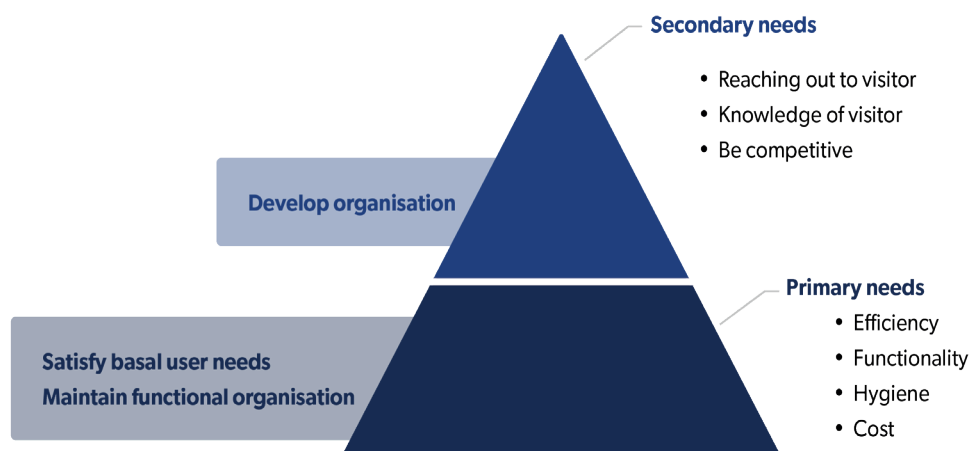 Secondary needs
• Reaching out to visitor
• Knowledge of visitor
• Be competitive
Develop organisation
Primary needs
• Efficiency
• Functionality
• Hygiene
• Cost
Satisfy basal user needs
Maintain functional organisation